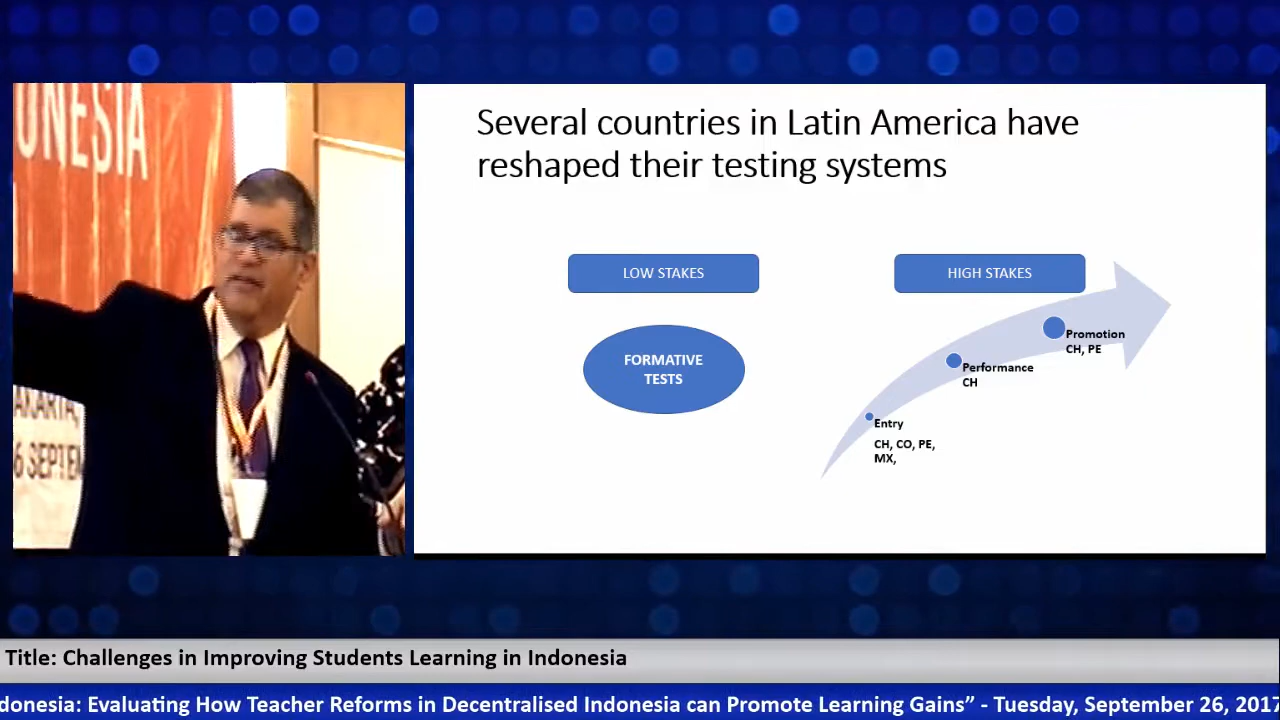 ONESIA
AKARTA,
6 SEPTEM
Several countries in Latin America have
reshaped their testing systems
LOW STAKES
HIGH STAKES
FORMATIVE
TESTS
Promotion
CH, PE
Performance
CH
Entry
CH, CO, PE,
MX,
Title: Challenges in Improving Students Learning in Indonesia
donesia: Evaluating How Teacher Reforms in Decentralised Indonesia can Promote Learning Gains” - Tuesday, September 26, 2017